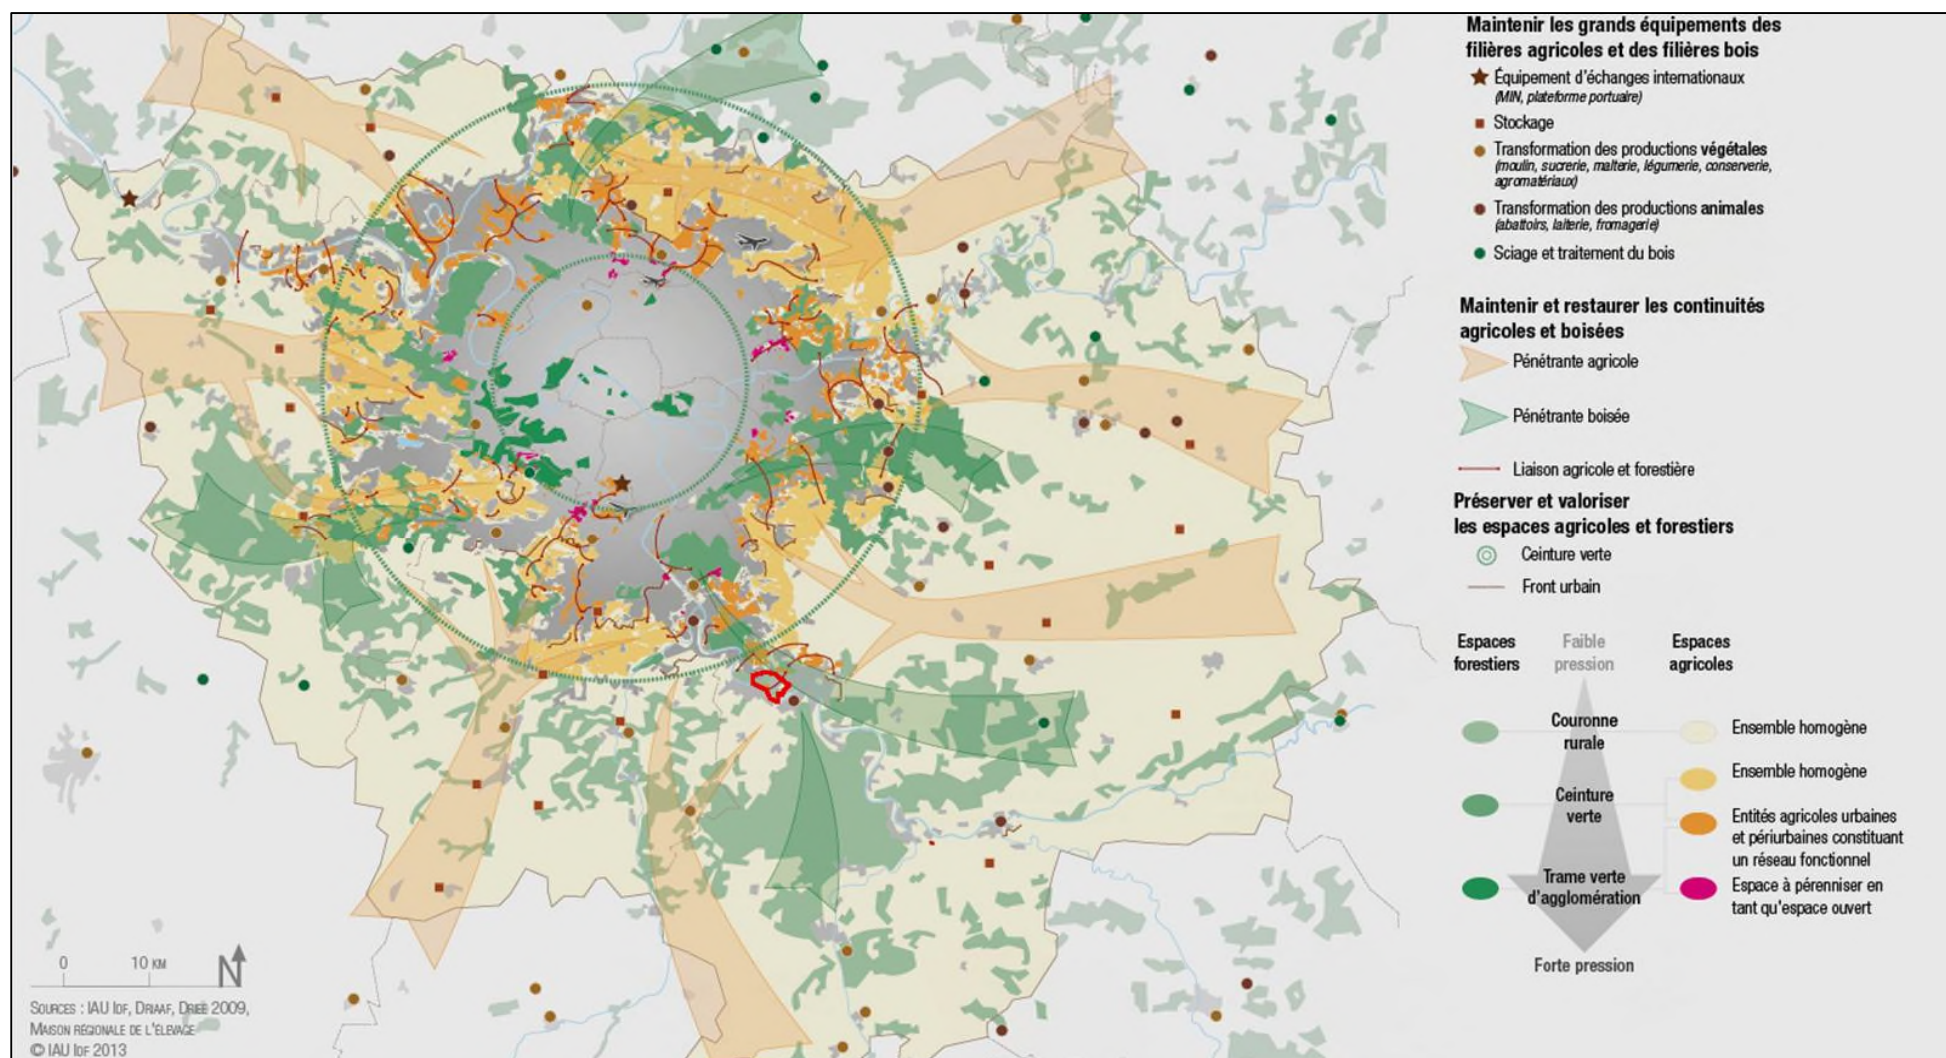 Maintenir les grands équipements des
filières agricoles et des filières bois
Équipement d'échanges internationaux
(MIN, plateforme portuaire)
Stockage
Transformation des productions végétales
(moulin, sucrerie, malterie, légumerie, conserverie,
agromatériaux)
Transformation des productions animales
(abattoirs, laiterie, fromagerie)
Sciage et traitement du bois
Maintenir et restaurer les continuités
agricoles et boisées
Pénétrante agricole
Pénétrante boisée
Liaison agricole et forestière
Préserver et valoriser
les espaces agricoles et forestiers
Ceinture verte
Front urbain
Espaces
forestiers
Faible
pression
Espaces
agricoles
Couronne
rurale
Ensemble homogène
Ensemble homogène
Ceinture
verte
Entités agricoles urbaines
et périurbaines constituant
un réseau fonctionnel
Trame verte
d'agglomération
Espace à pérenniser en
tant qu'espace ouvert
Forte pression
0 10 KM
N
SOURCES : IAU IDF, DRIAAF, DRIEE 2009,
MAISON RÉGIONALE DE L'ÉLEVAGE
© IAU IDF 2013